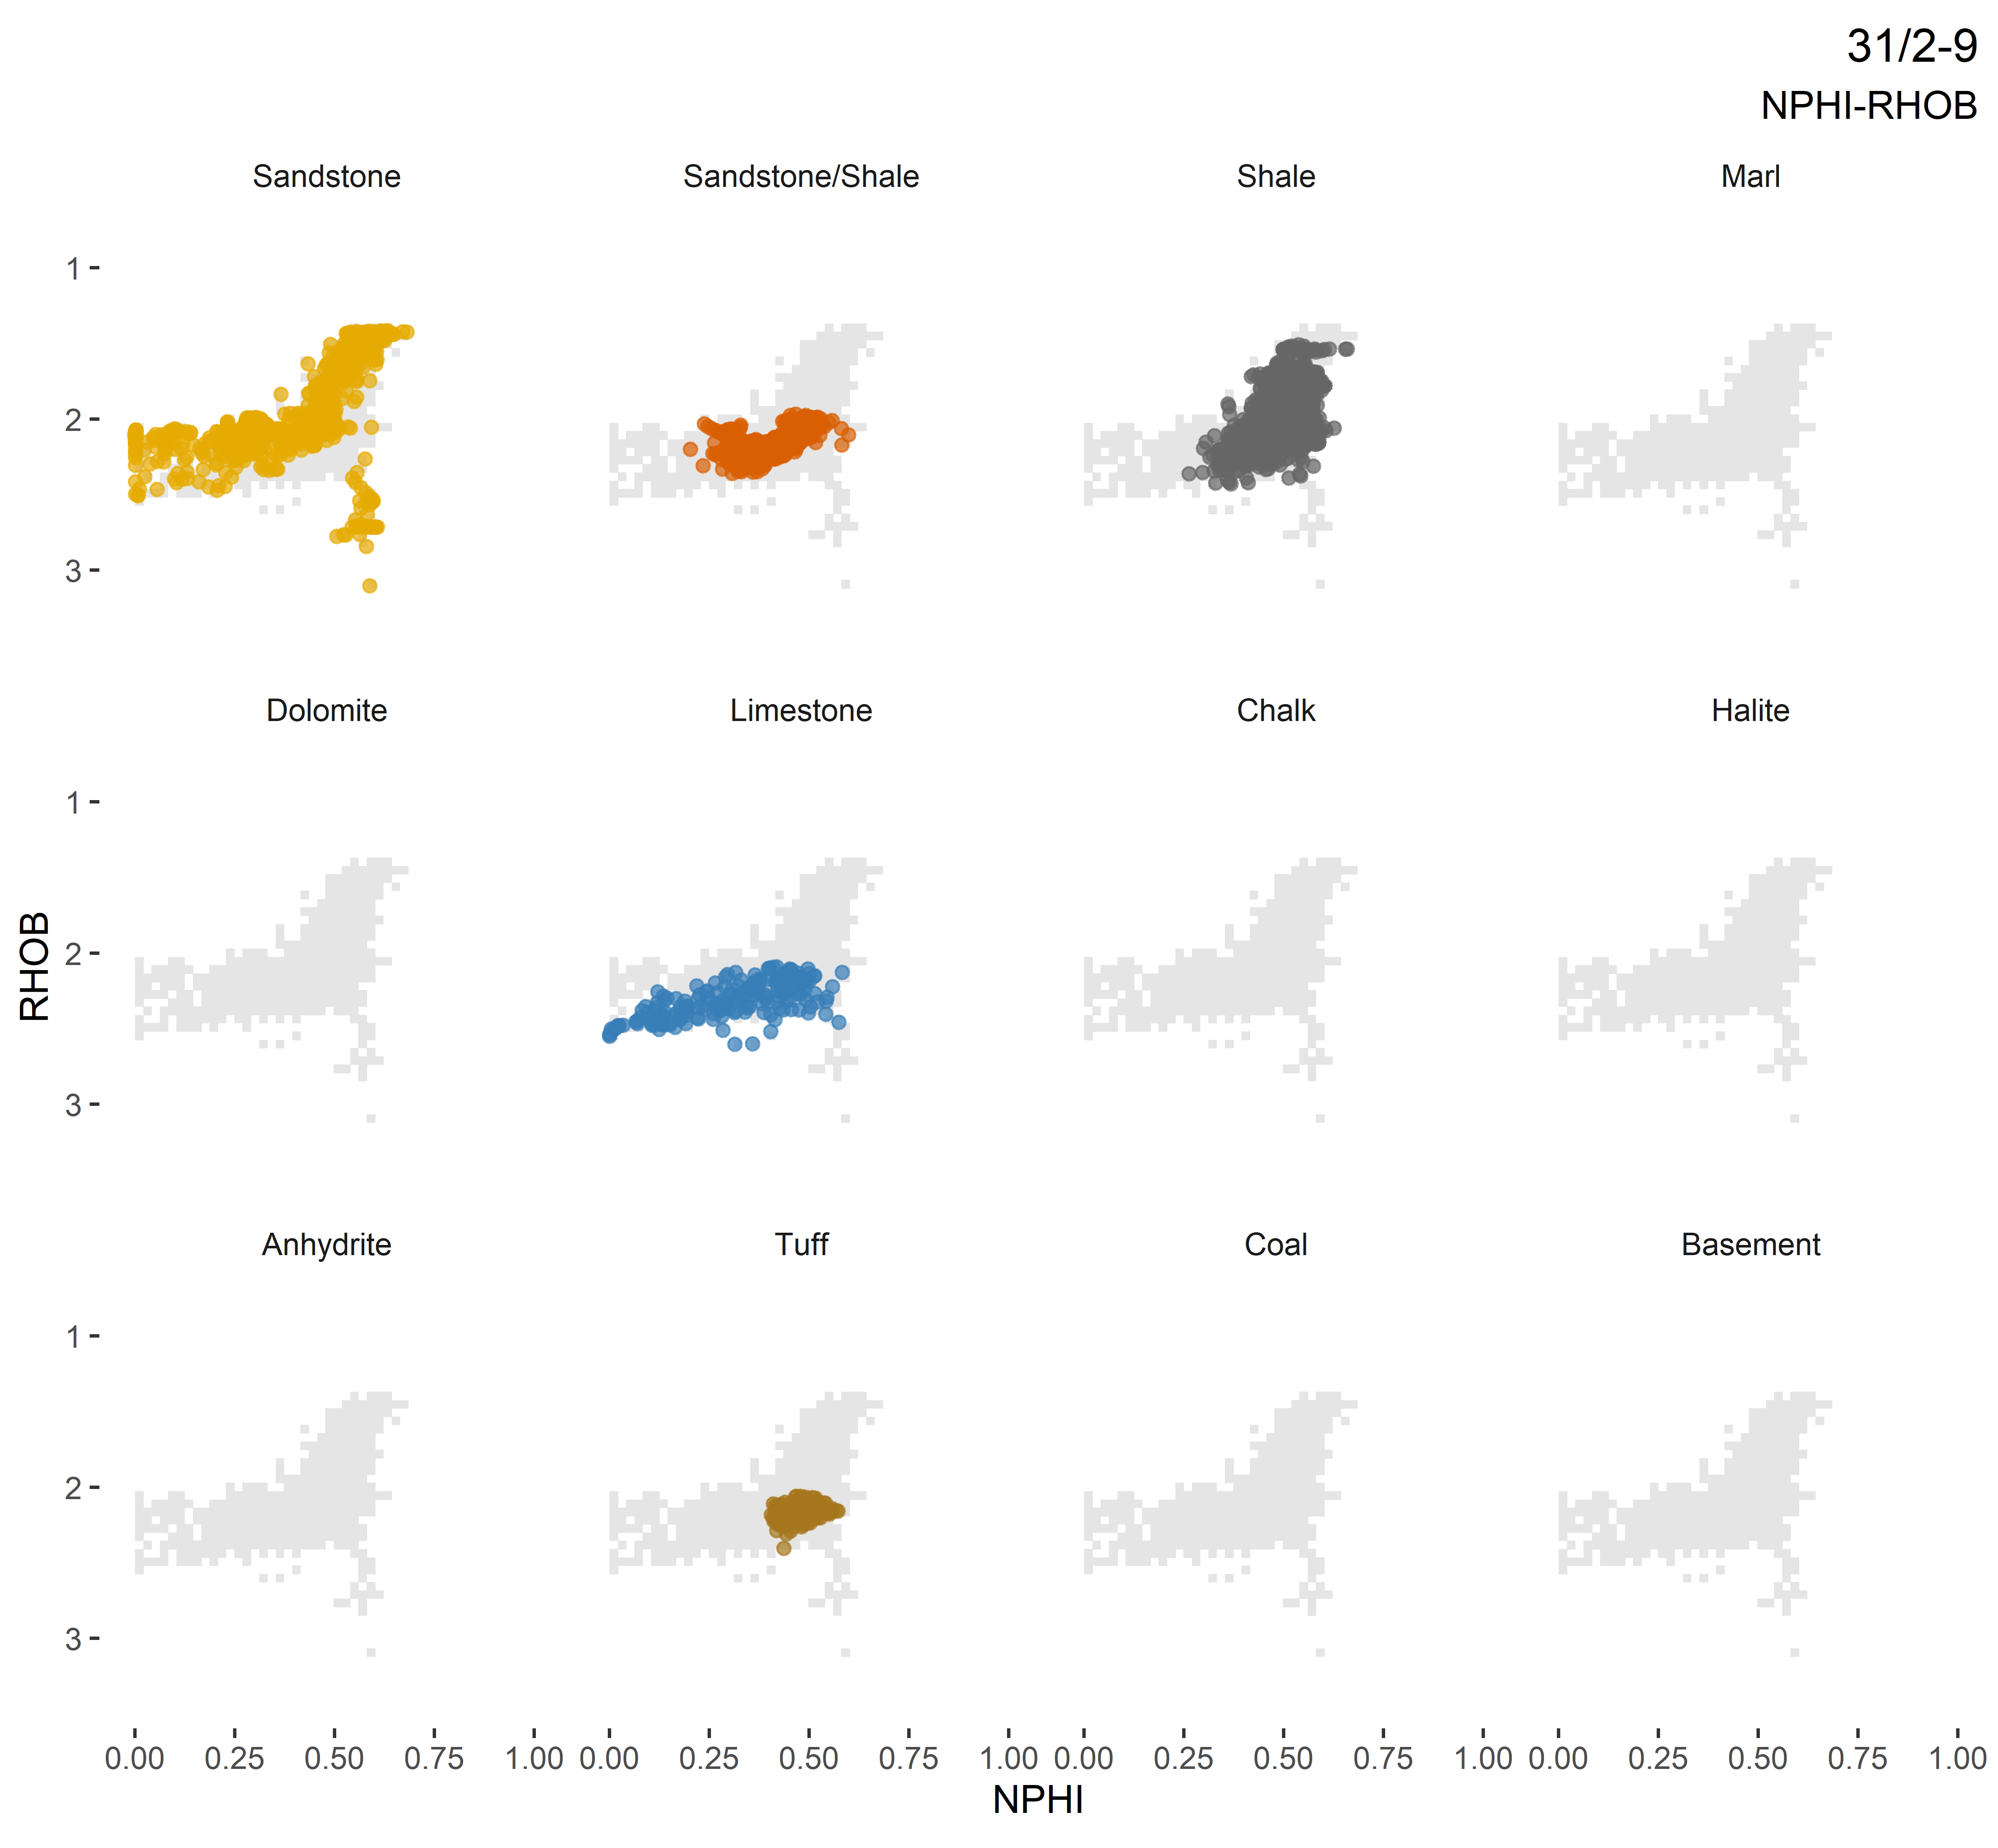 31/2-9
NPHI-RHOB
Sandstone Sandstone/Shale Shale Marl
1
2
3
Dolomite Limestone Chalk Halite
1
2
3
RHOB
Anhydrite Tuff Coal Basement
1
2
3
0.00 0.25 0.50 0.75 1.00 0.00 0.25 0.50 0.75 1.00 0.00 0.25 0.50 0.75 1.00 0.00 0.25 0.50 0.75 1.00
NPHI